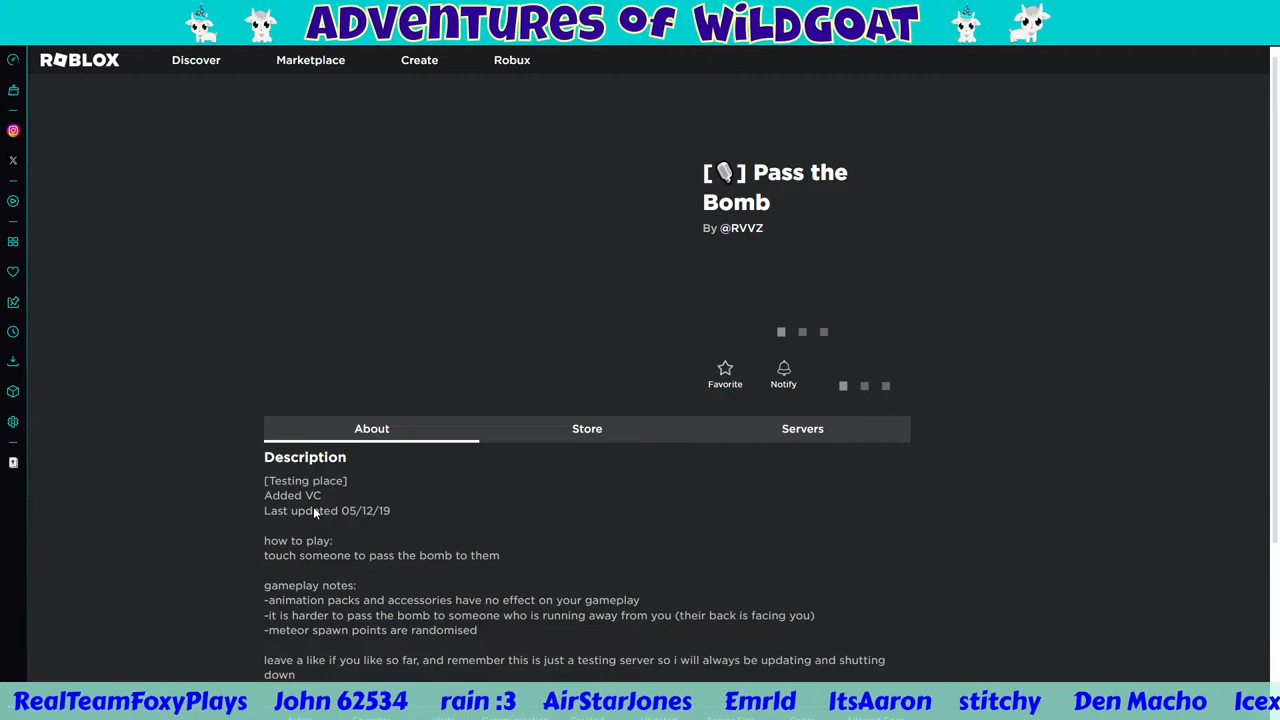 ADVENTURES OF WILDGOAT
ROBLOX
Discover
Marketplace
Create
Robux
[🎙️] Pass the
Bomb
By @RVVZ
Favorite
Notify
About
Store
Servers
Description
[Testing place]
Added VC
Last updated 05/12/19
how to play:
touch someone to pass the bomb to them
gameplay notes:
-animation packs and accessories have no effect on your gameplay
-it is harder to pass the bomb to someone who is running away from you (their back is facing you)
-meteor spawn points are randomised
leave a like if you like so far, and remember this is just a testing server so i will always be updating and shutting
down
RealTeamFoxyPlays John 62534 rain :3 AirStarJones Emrld ItsAaron stitchy Den Macho Icex